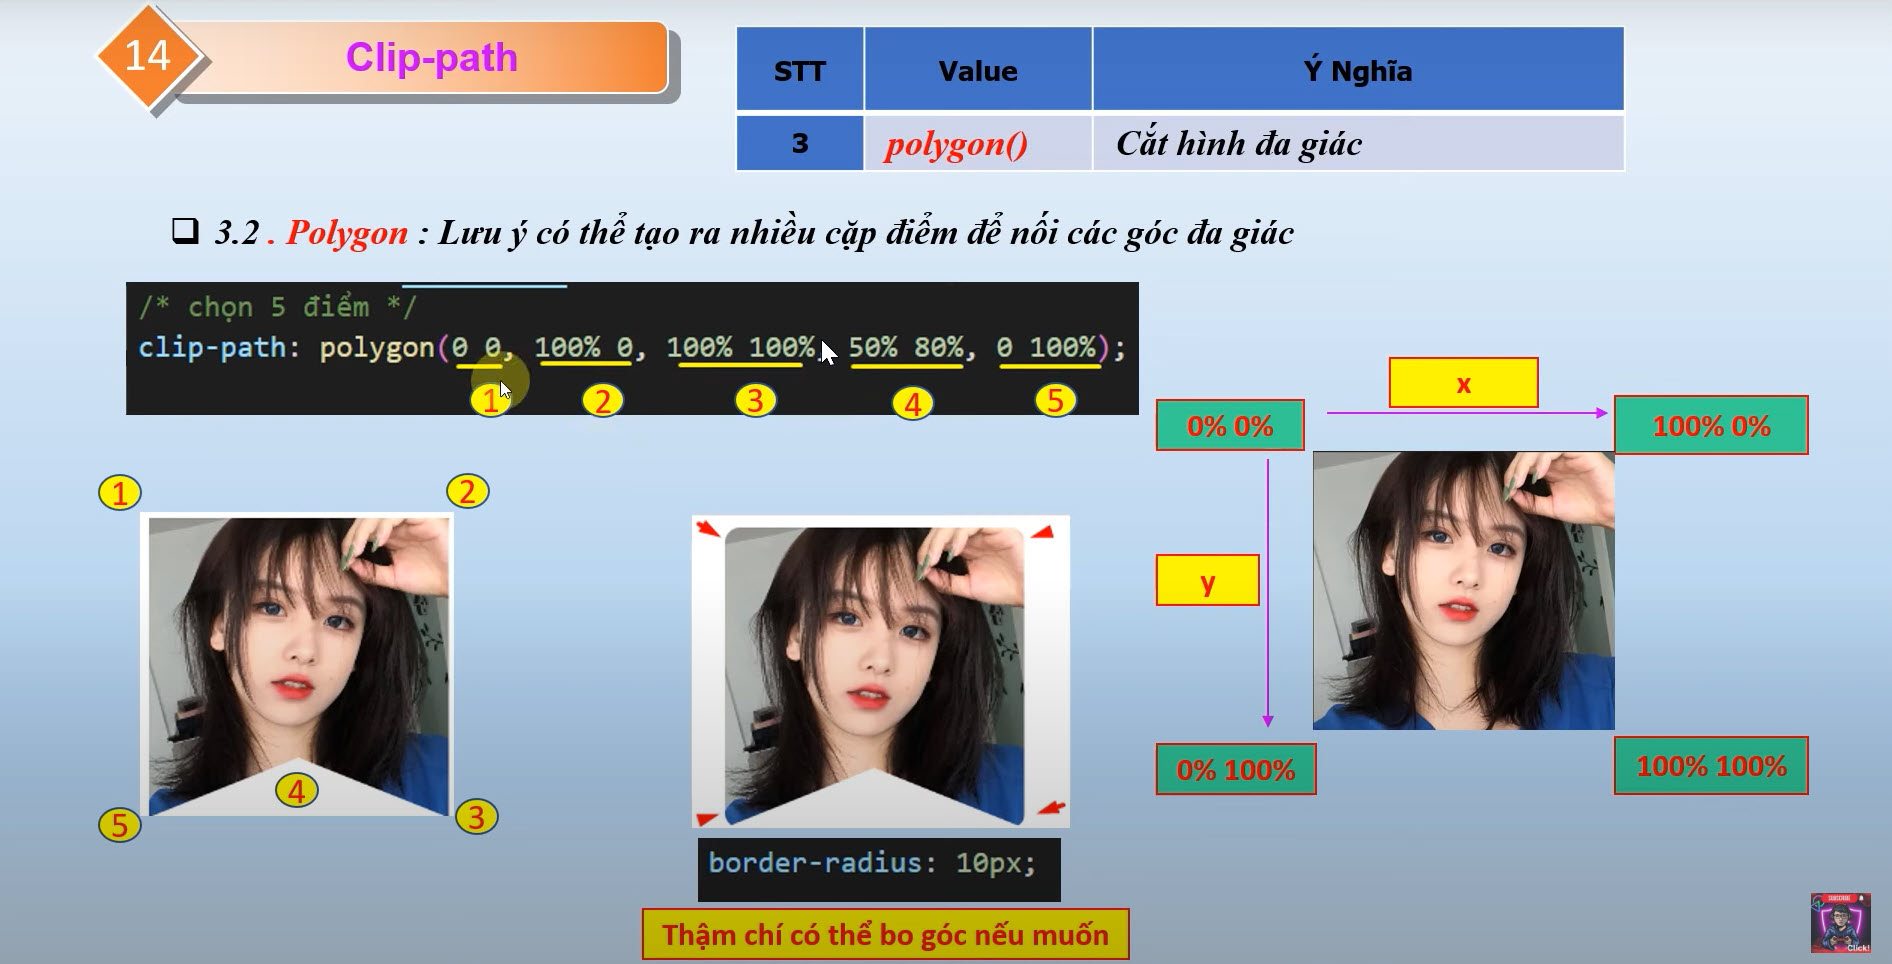 14
Clip-path
STT Value Ý Nghĩa
3 polygon() Cắt hình đa giác
3.2 . Polygon : Lưu ý có thể tạo ra nhiều cặp điểm để nối các góc đa giác
/* chọn 5 điểm */
clip-path: polygon(0 0, 100% 0, 100% 100%, 50% 80%, 0 100%);
1 2 3 4 5
x
0% 0% 100% 0%
1 2
y
4
5 3
0% 100% 100% 100%
border-radius: 10px;
Thậm chí có thể bo góc nếu muốn
SUBSCRIBE
Click!